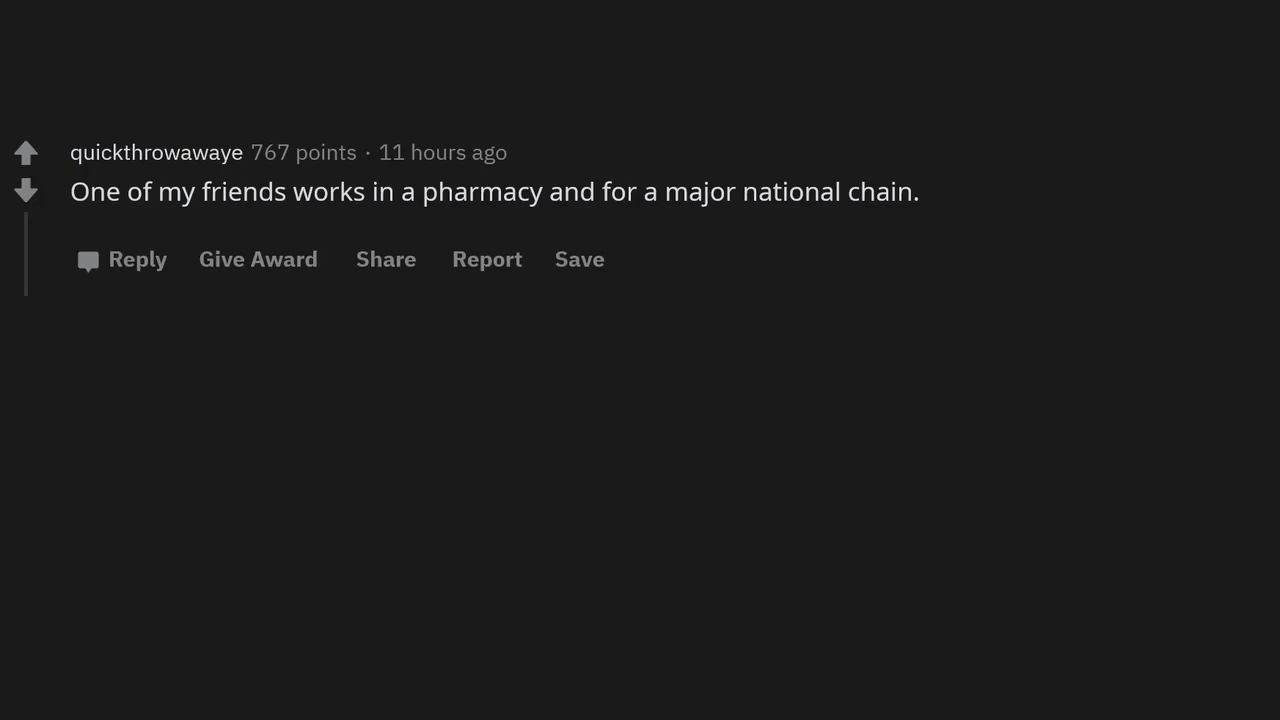 quickthrowawaye 767 points · 11 hours ago
One of my friends works in a pharmacy and for a major national chain.
Reply Give Award Share Report Save